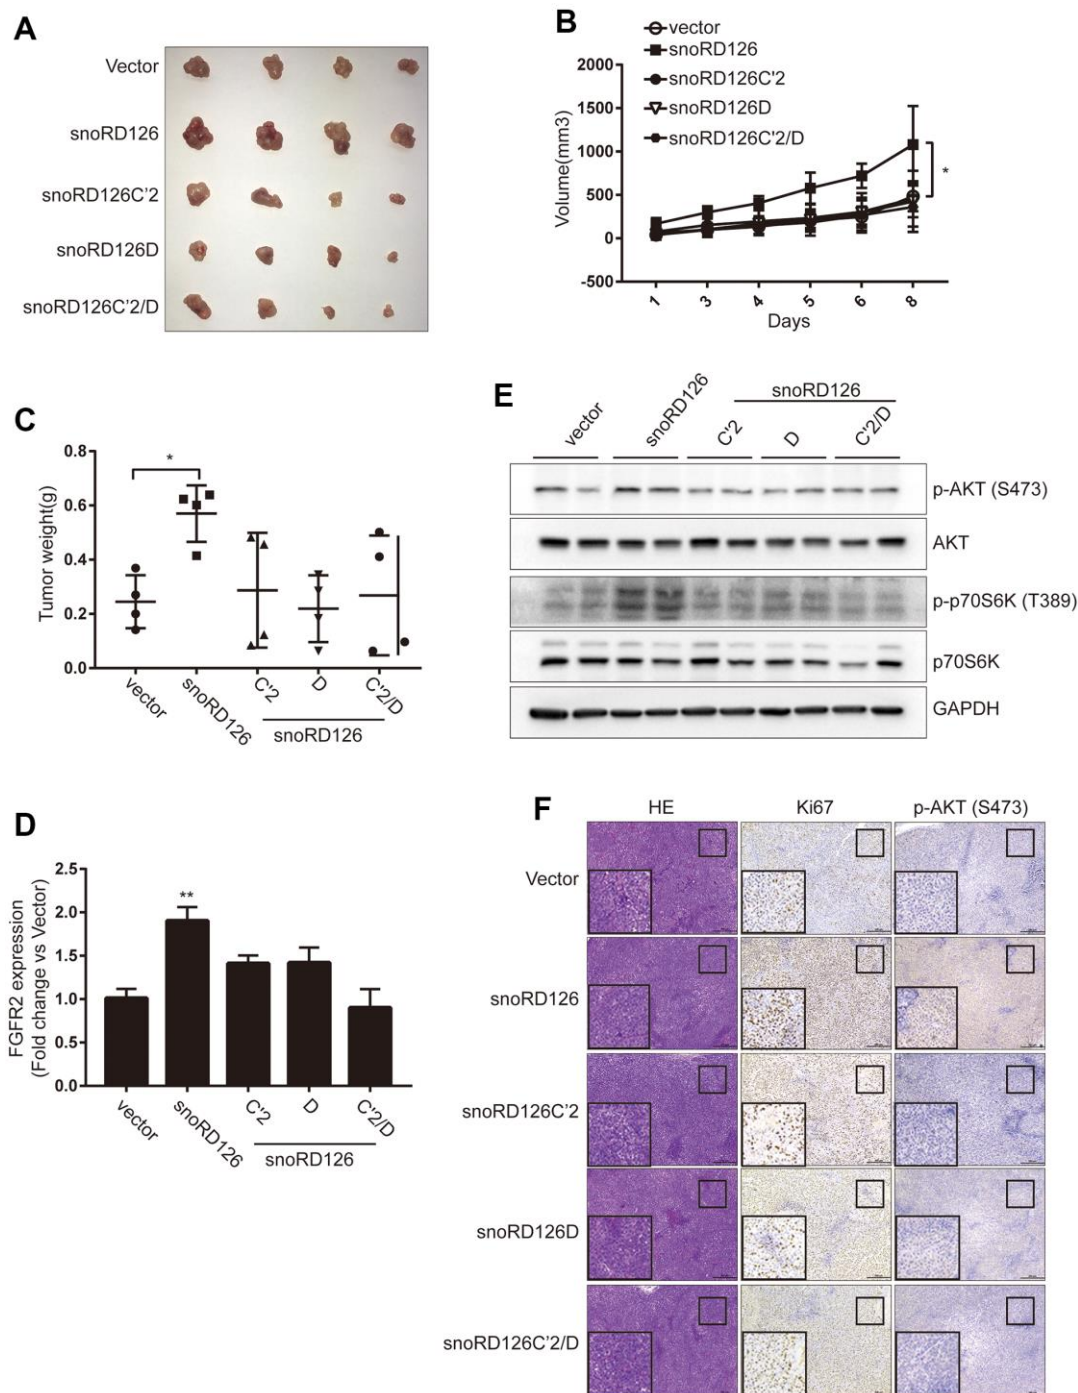 A
Vector
snoRD126
snoRD126C'2
snoRD126D
snoRD126C'2/D
B
vector
snoRD126
snoRD126C'2
snoRD126D
snoRD126C'2/D
Volume(mm3)
2000
1500
1000
500
0
-500
*
1 3 4 5 6 8
Days
C
Tumor weight(g)
0.8
0.6
0.4
0.2
0.0
*
vector snoRD126 C'2 D C'2/D
snoRD126
E
snoRD126
vector snoRD126 C'2 D C'2/D
p-AKT (S473)
AKT
p-p70S6K (T389)
p70S6K
GAPDH
D
FGFR2 expression
(Fold change vs Vector)
2.5
2.0
1.5
1.0
0.5
0.0
**
vector snoRD126 C'2 D C'2/D
snoRD126
F
HE Ki67 p-AKT (S473)
Vector
snoRD126
snoRD126C'2
snoRD126D
snoRD126C'2/D